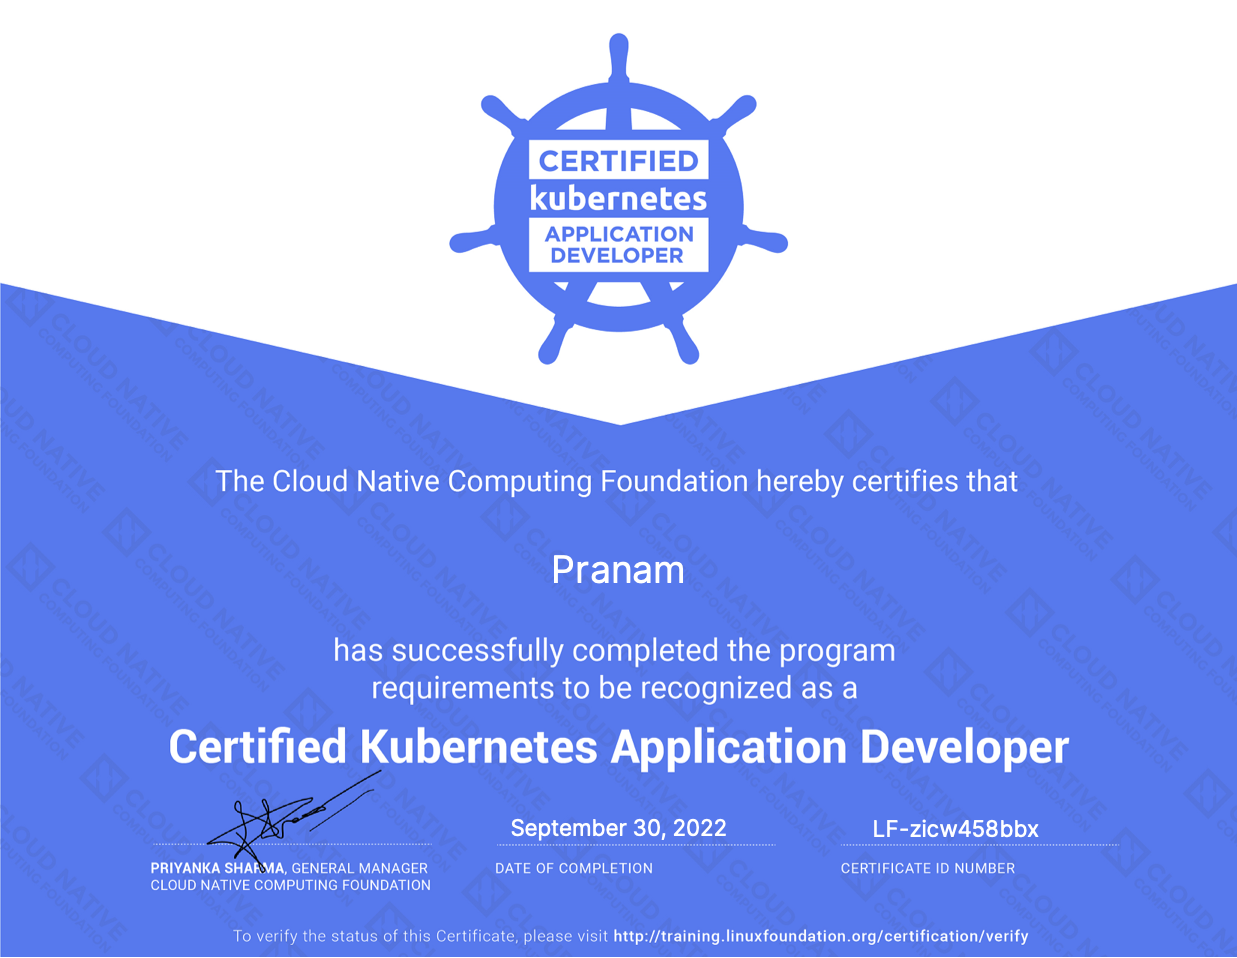 CERTIFIED
kubernetes
APPLICATION
DEVELOPER
The Cloud Native Computing Foundation hereby certifies that
Pranam
has successfully completed the program
requirements to be recognized as a
Certified Kubernetes Application Developer
September 30, 2022
LF-zicw458bbx
PRIYANKA SHARMA, GENERAL MANAGER
CLOUD NATIVE COMPUTING FOUNDATION
DATE OF COMPLETION
CERTIFICATE ID NUMBER
To verify the status of this Certificate, please visit http://training.linuxfoundation.org/certification/verify